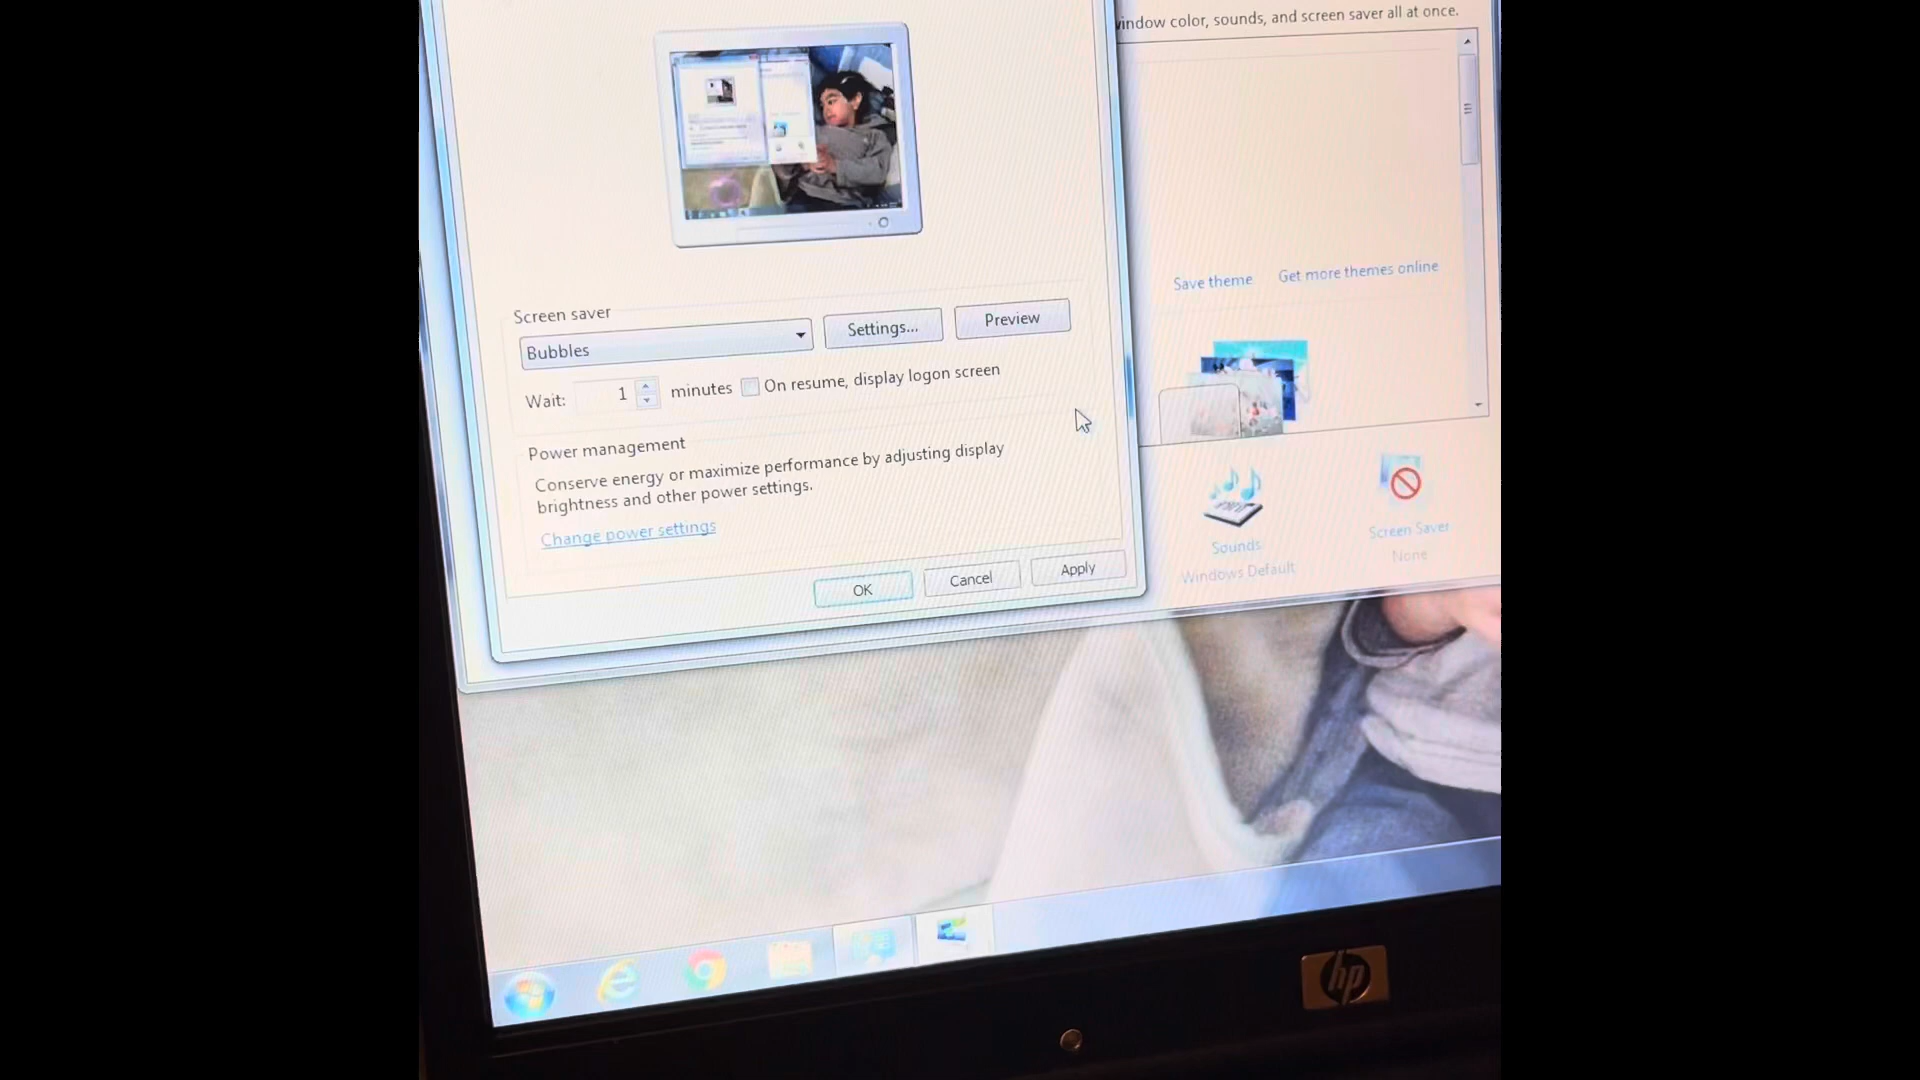 window color, sounds, and screen saver all at once.
Save theme Get more themes online
Screen saver
Bubbles
Settings...
Preview
Wait: 1 minutes On resume, display logon screen
Power management
Conserve energy or maximize performance by adjusting display
brightness and other power settings.
Change power settings
OK
Cancel
Apply
Sounds
Windows Default
Screen Saver
None
hp